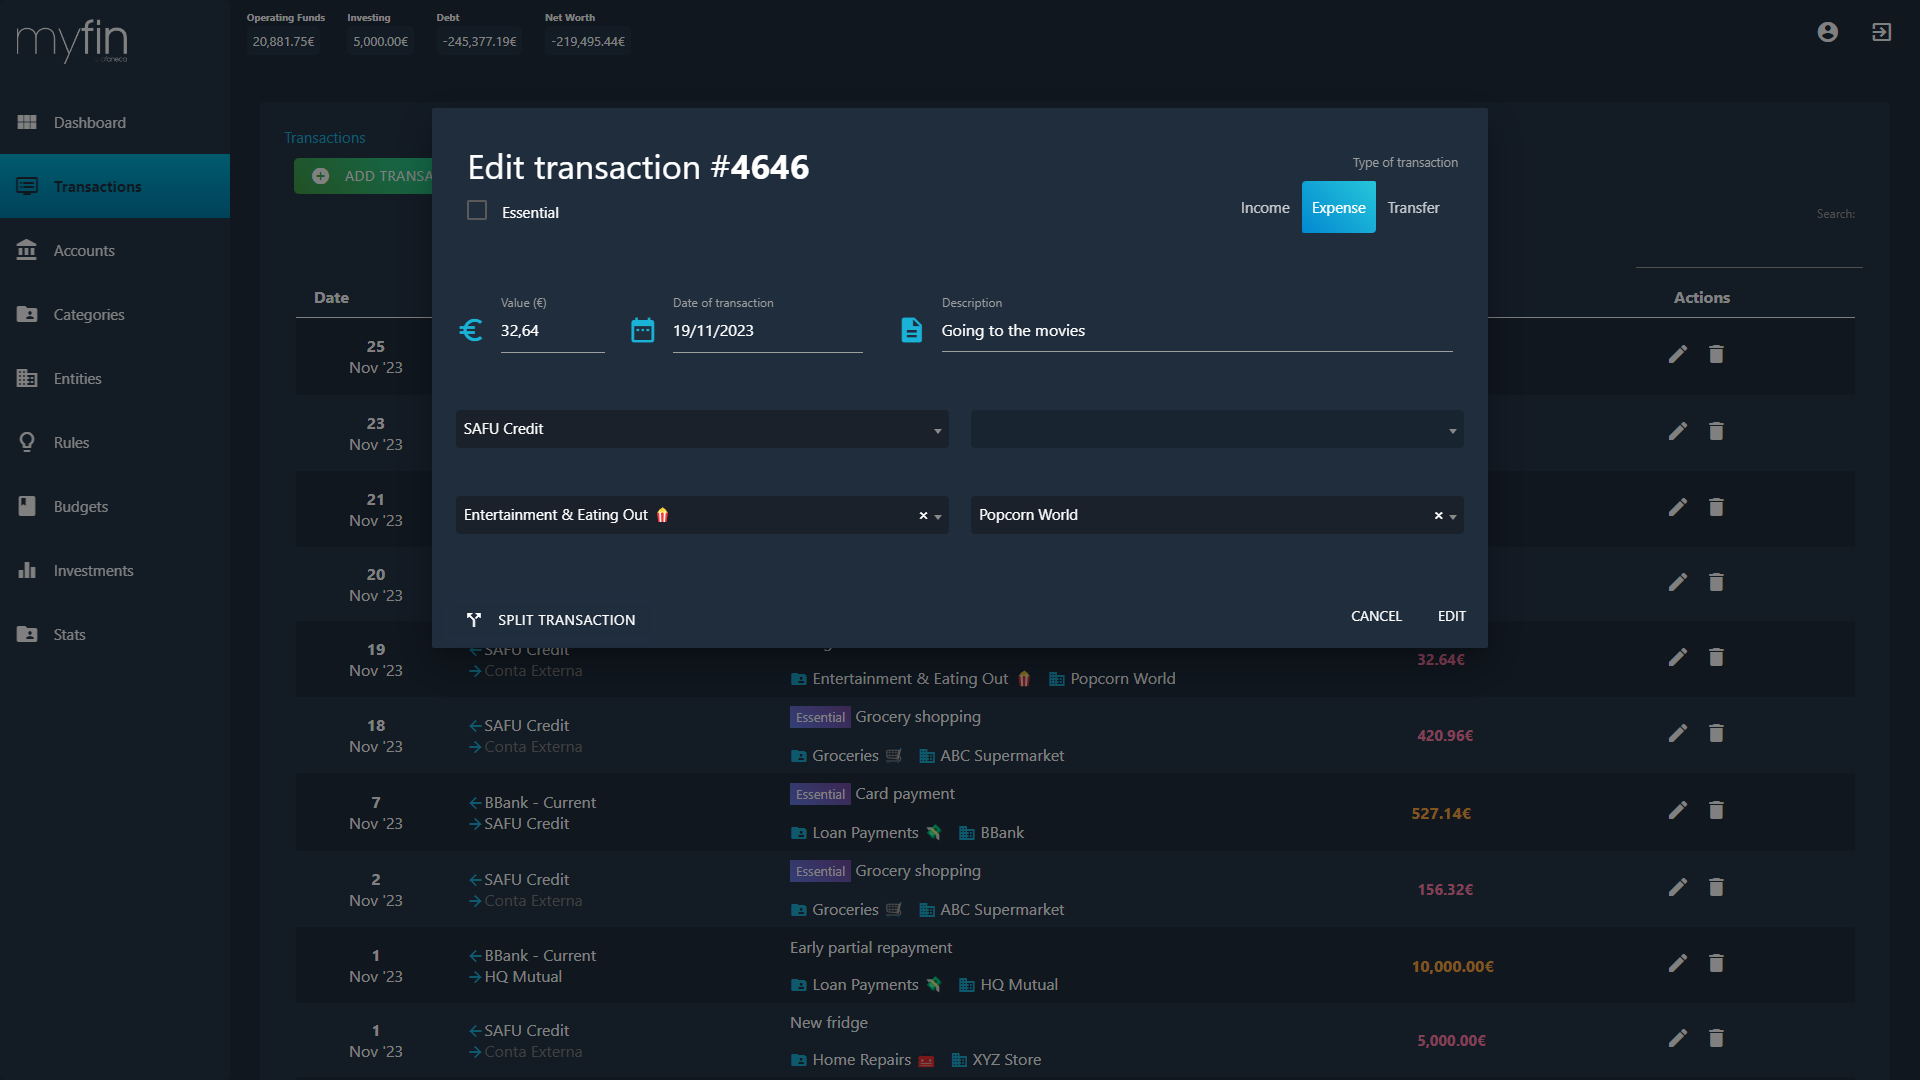 myfin
Operating Funds
20,881.75€
Investing
5,000.00€
Debt
-245,377.19€
Net Worth
-219,495.44€
Dashboard
Transactions
Accounts
Categories
Entities
Rules
Budgets
Investments
Stats
Transactions
ADD TRANSA
Search:
Date
Actions
Edit transaction #4646
Essential
Type of transaction
Income Expense Transfer
Value (€)
32,64
Date of transaction
19/11/2023
Description
Going to the movies
SAFU Credit
Entertainment & Eating Out 🍿 ×
Popcorn World ×
SPLIT TRANSACTION
CANCEL EDIT
25
Nov '23
23
Nov '23
21
Nov '23
20
Nov '23
19
Nov '23
SAFU Credit
Conta Externa
Entertainment & Eating Out 🍿 Popcorn World
32.64€
18
Nov '23
SAFU Credit
Conta Externa
Essential Grocery shopping
Groceries 🛒 ABC Supermarket
420.96€
7
Nov '23
BBank - Current
SAFU Credit
Essential Card payment
Loan Payments 💸 BBank
527.14€
2
Nov '23
SAFU Credit
Conta Externa
Essential Grocery shopping
Groceries 🛒 ABC Supermarket
156.32€
1
Nov '23
BBank - Current
HQ Mutual
Early partial repayment
Loan Payments 💸 HQ Mutual
10,000.00€
1
Nov '23
SAFU Credit
Conta Externa
New fridge
Home Repairs 🧰 XYZ Store
5,000.00€